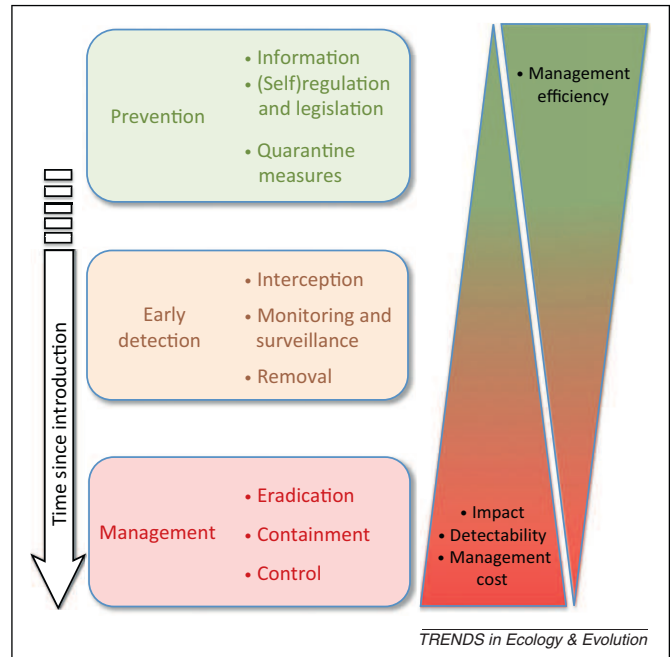 Prevention
• Information
• (Self)regulation
and legislation
• Quarantine
measures
Early
detection
• Interception
• Monitoring and
surveillance
• Removal
Management
• Eradication
• Containment
• Control
Time since introduction
• Management
efficiency
• Impact
• Detectability
• Management
cost
TRENDS in Ecology & Evolution